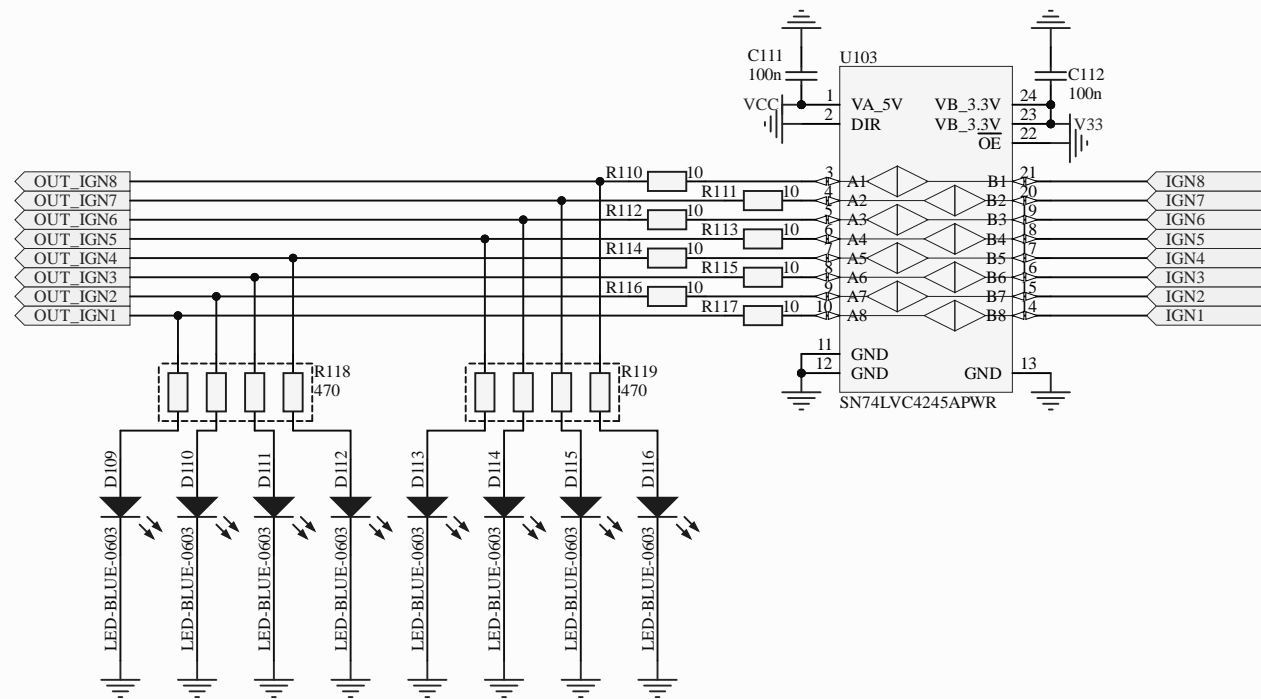 C111
100n
U103
C112
100n
VCC
1
VA_5V
VB_3.3V
24
2
DIR
VB_3.3V
23
V33
OE
22
OUT_IGN8
R110
10
3
A1
B1
21
IGN8
OUT_IGN7
R111
10
4
A2
B2
20
IGN7
OUT_IGN6
R112
10
5
A3
B3
9
IGN6
OUT_IGN5
R113
10
6
A4
B4
8
IGN5
OUT_IGN4
R114
10
7
A5
B5
7
IGN4
OUT_IGN3
R115
10
8
A6
B6
6
IGN3
OUT_IGN2
R116
10
9
A7
B7
5
IGN2
OUT_IGN1
R117
10
10
A8
B8
4
IGN1
11
GND
12
GND
GND
13
SN74LVC4245APWR
R118
470
R119
470
D109
D110
D111
D112
D113
D114
D115
D116
LED-BLUE-0603
LED-BLUE-0603
LED-BLUE-0603
LED-BLUE-0603
LED-BLUE-0603
LED-BLUE-0603
LED-BLUE-0603
LED-BLUE-0603